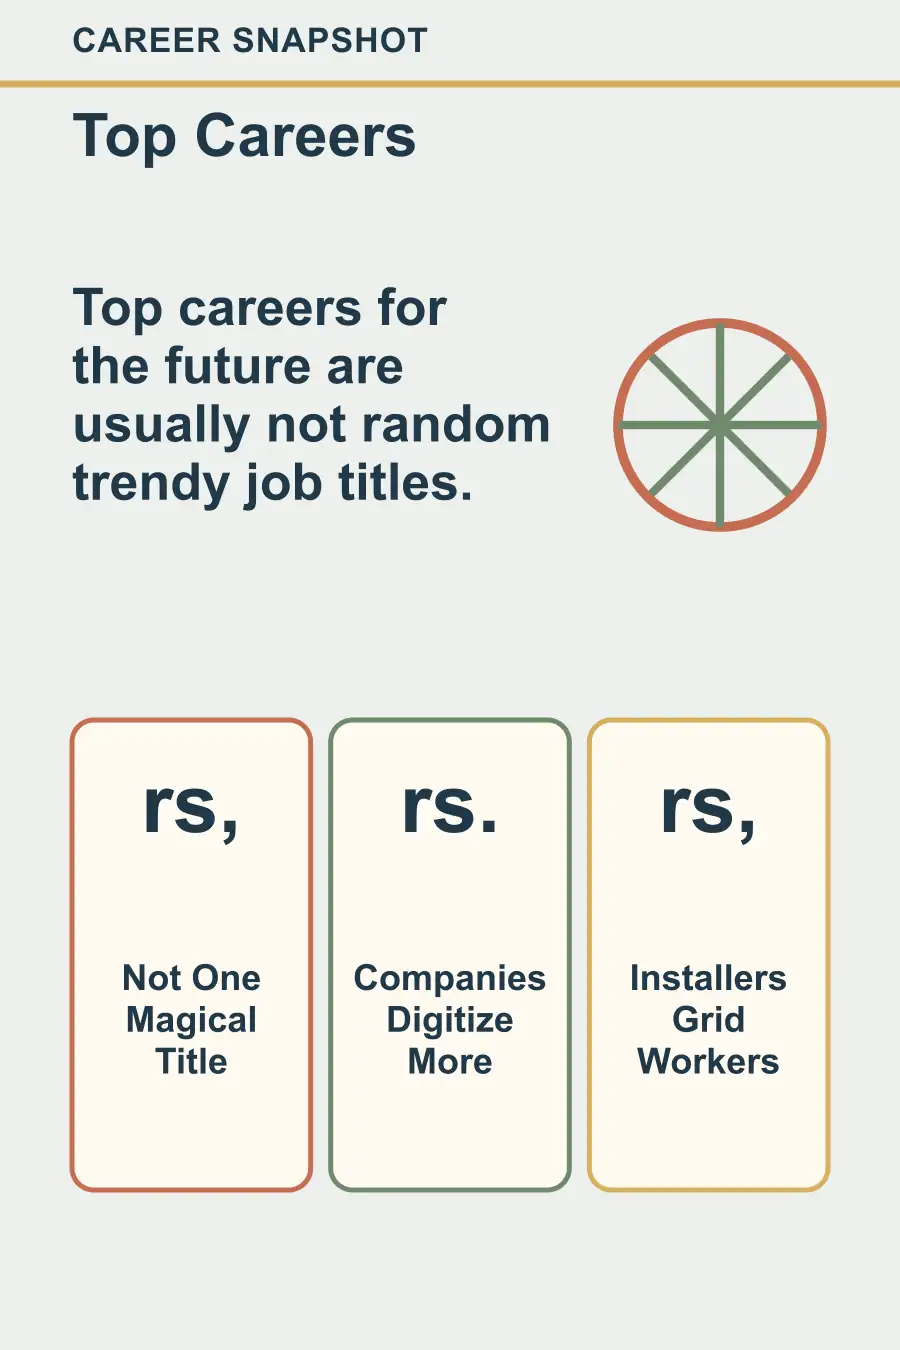 CAREER SNAPSHOT
Top Careers
Top careers for
the future are
usually not random
trendy job titles.
rs,
Not One
Magical
Title
rs.
Companies
Digitize
More
rs,
Installers
Grid
Workers